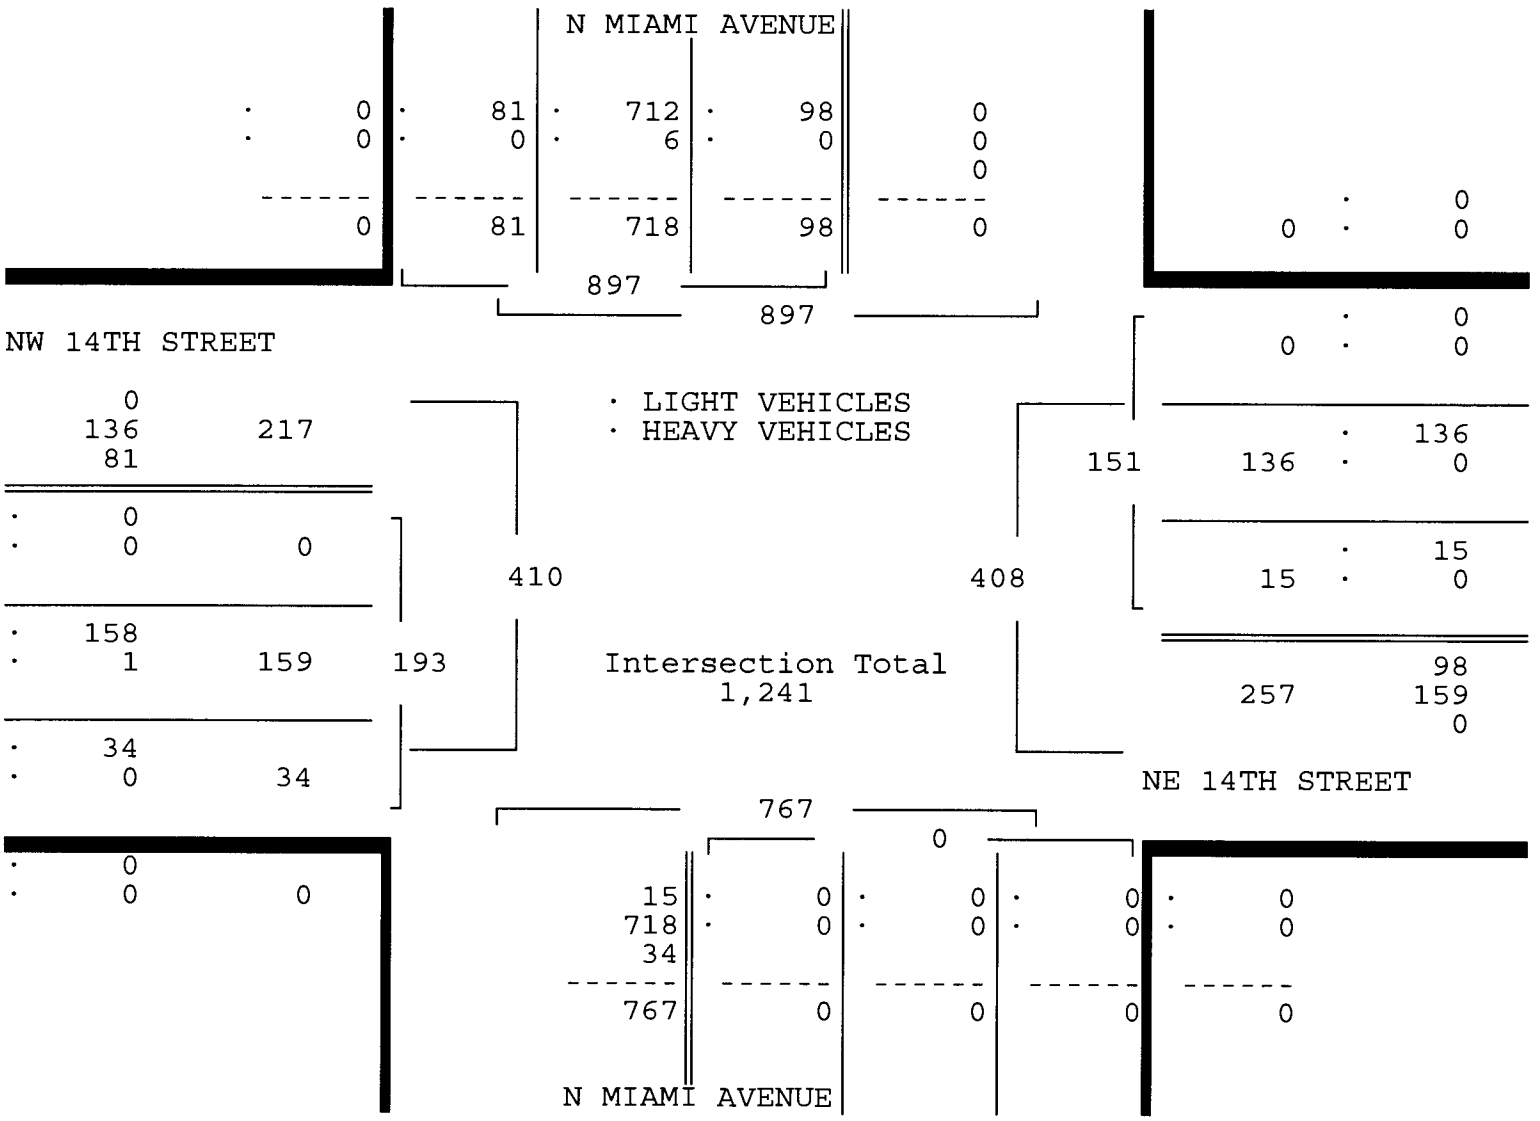 N MIAMI AVENUE
· 0 · 81 · 712 · 98 0
· 0 · 0 · 6 · 0 0
0
------ ------ ------ ------ ------
· 0
0 81 718 98 0
0 · 0
897
897
· 0
NW 14TH STREET
0 · 0
0
· LIGHT VEHICLES
136 217
· HEAVY VEHICLES
· 136
81
151 136 · 0
· 0
· 0 0
· 15
410 408 15 · 0
· 158
· 1 159 193
Intersection Total
98
1,241
257 159
0
· 34
· 0 34
NE 14TH STREET
767
0
· 0
· 0 0
15 · 0 · 0 · 0 · 0
718 · 0 · 0 · 0 · 0
34
------ ------ ------ ------ ------
767 0 0 0 0
N MIAMI AVENUE